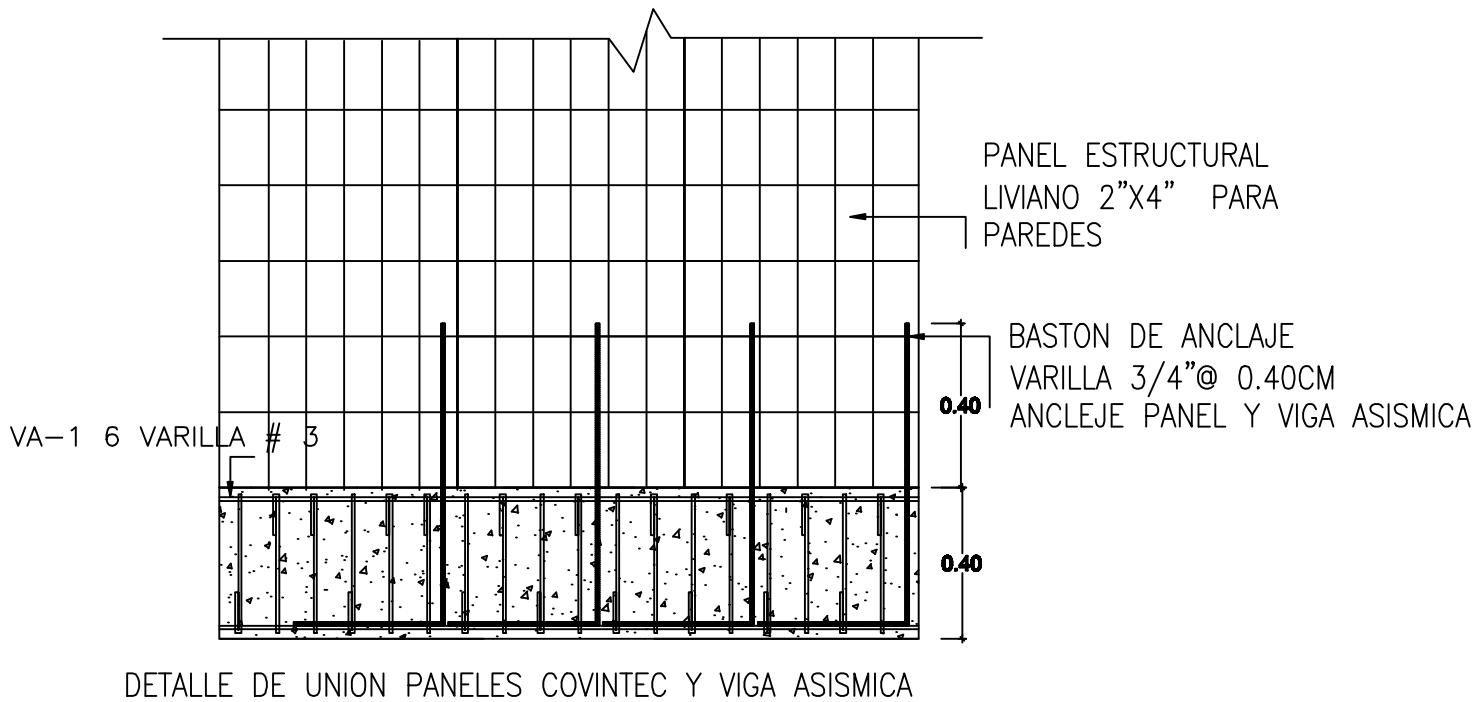 PANEL ESTRUCTURAL
LIVIANO 2”X4” PARA
PAREDES
BASTON DE ANCLAJE
VARILLA 3/4”@ 0.40CM
ANCLEJE PANEL Y VIGA ASISMICA
0.40
VA-1 6 VARILLA # 3
0.40
DETALLE DE UNION PANELES COVINTEC Y VIGA ASISMICA